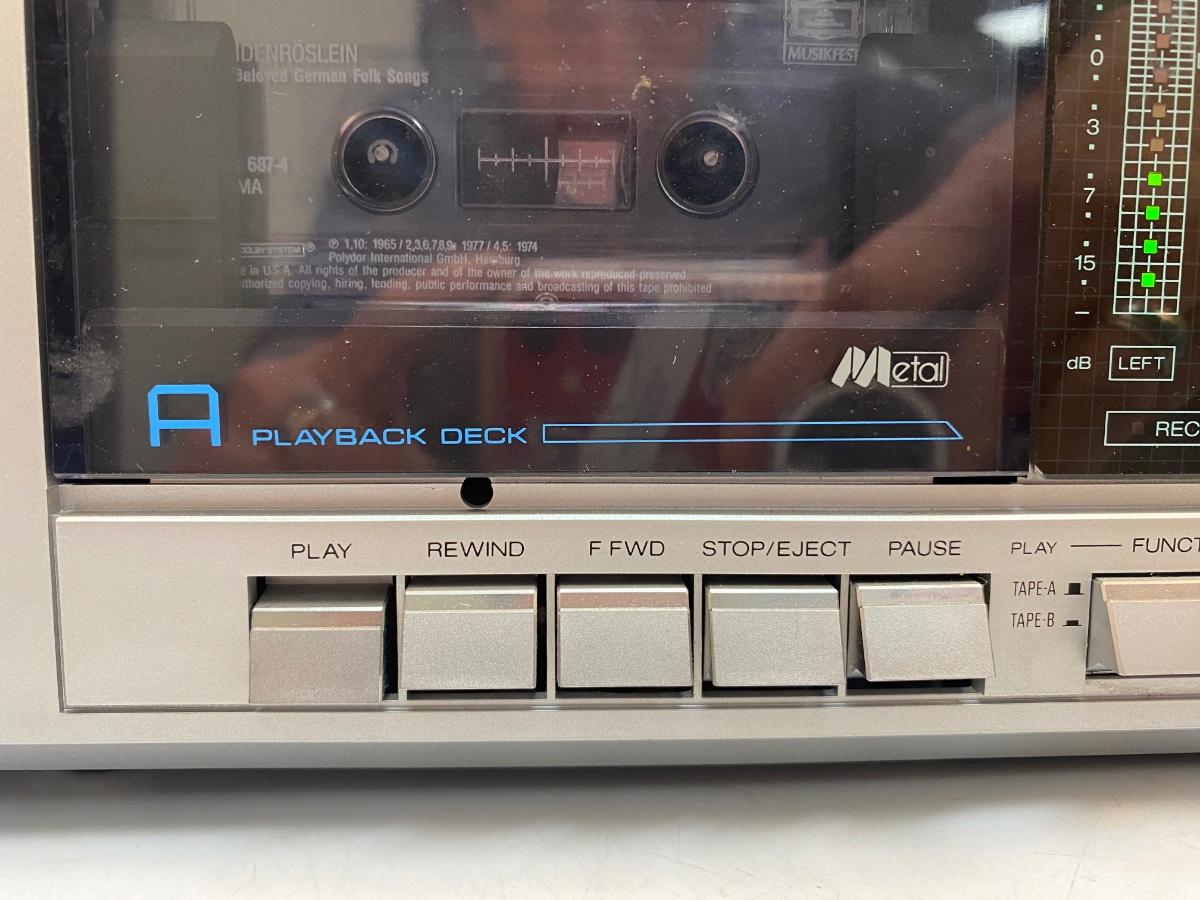 IDENRÖSLEIN
Beloved German Folk Songs
MUSIKFEST
687-4
MA
DOLBY SYSTEM ®
℗ 1,10: 1965 / 2,3,6,7,8,9: 1977 / 4,5: 1974
Polydor International GmbH, Hamburg
e in U.S.A. All rights of the producer and of the owner of the work reproduced preserved.
thorized copying, hiring, lending, public performance and broadcasting of this tape prohibited
Metal
A PLAYBACK DECK
0
3
7
15
–
dB LEFT
REC
PLAY REWIND F FWD STOP/EJECT PAUSE PLAY FUNCT
TAPE-A
TAPE-B